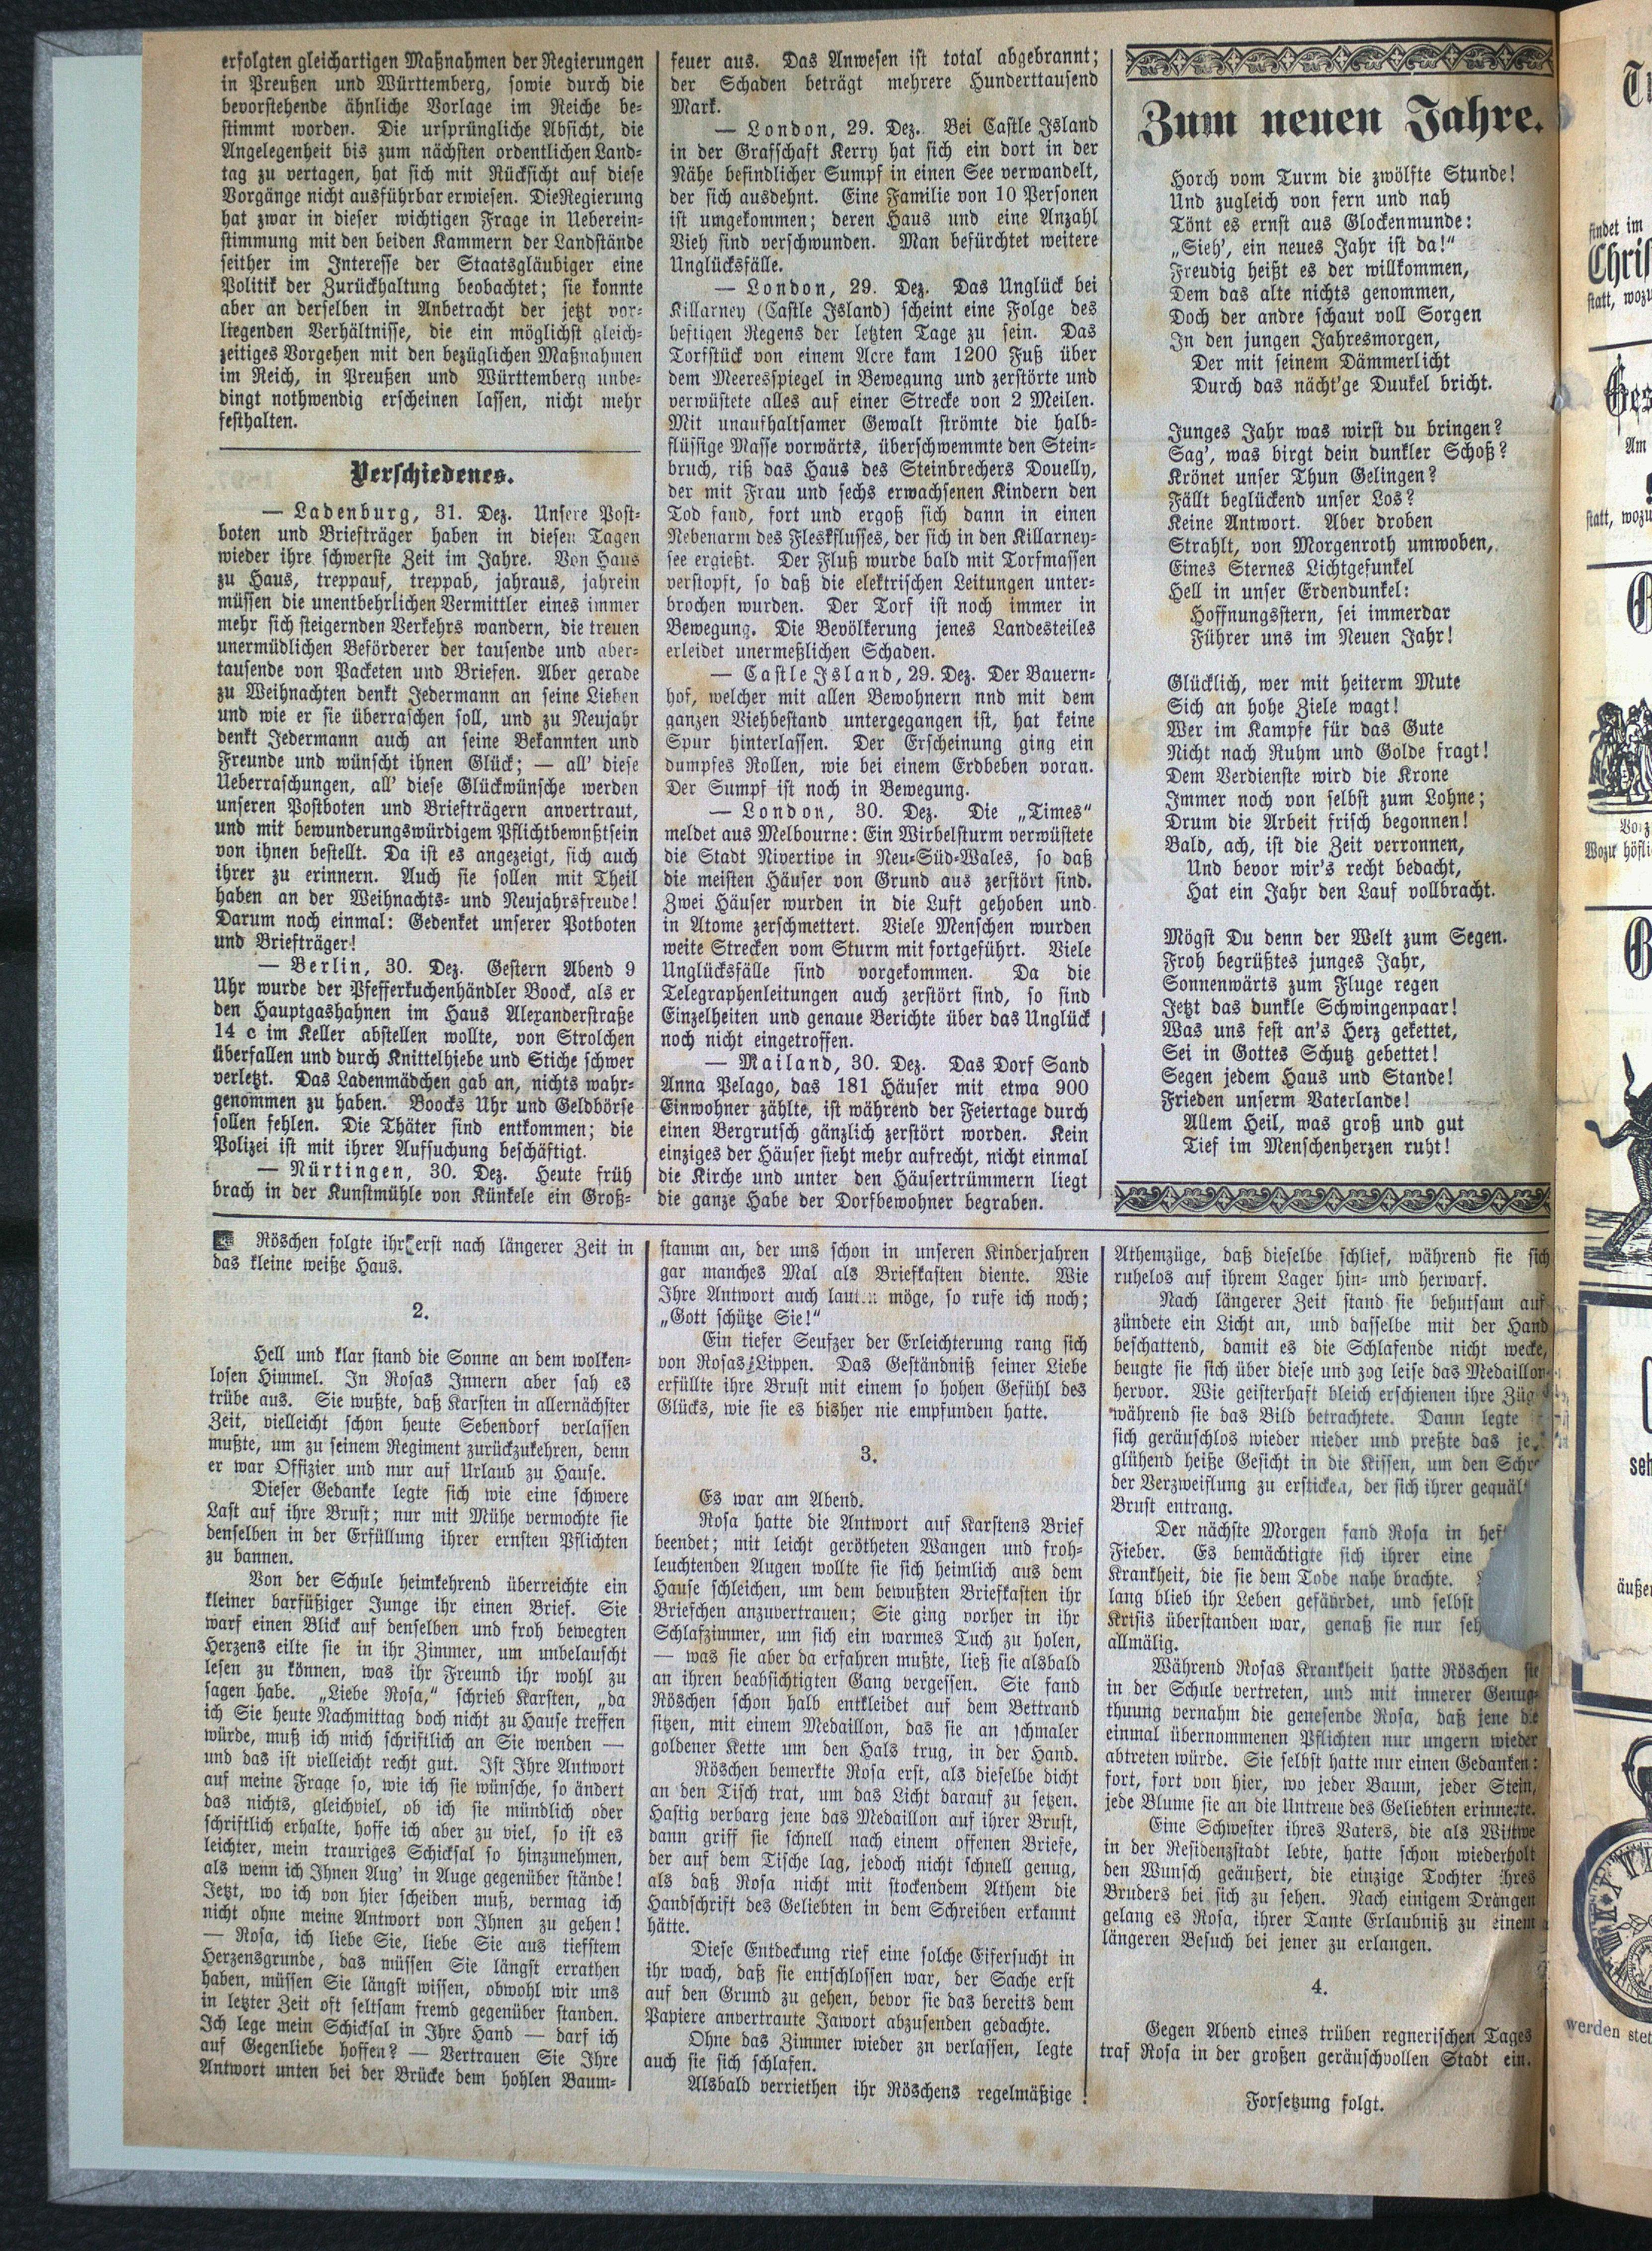 erfolgten gleichartigen Maßnahmen der Regierungen
in Preußen und Württemberg, sowie durch die
bevorstehende ähnliche Vorlage im Reiche be-
stimmt worden. Die ursprüngliche Absicht, die
Angelegenheit bis zum nächsten ordentlichen Land-
tag zu vertagen, hat sich mit Rücksicht auf diese
Vorgänge nicht ausführbar erwiesen. Die Regierung
hat zwar in dieser wichtigen Frage in Ueberein-
stimmung mit den beiden Kammern der Landstände
seither im Interesse der Staatsgläubiger eine
Politik der Zurückhaltung beobachtet; sie konnte
aber an derselben in Anbetracht der jetzt vor-
liegenden Verhältnisse, die ein möglichst gleich-
zeitiges Vorgehen mit den bezüglichen Maßnahmen
im Reich, in Preußen und Württemberg unbe-
dingt nothwendig erscheinen lassen, nicht mehr
festhalten.
Verschiedenes.
— Ladenburg, 31. Dez. Unsere Post-
boten und Briefträger haben in diesen Tagen
wieder ihre schwerste Zeit im Jahre. Von Haus
zu Haus, treppauf, treppab, jahraus, jahrein
müssen die unentbehrlichen Vermittler eines immer
mehr sich steigernden Verkehrs wandern, die treuen
unermüdlichen Beförderer der tausende und aber-
tausende von Packeten und Briefen. Aber gerade
zu Weihnachten denkt Jedermann an seine Lieben
und wie er sie überraschen soll, und zu Neujahr
denkt Jedermann auch an seine Bekannten und
Freunde und wünscht ihnen Glück; — all' diese
Ueberraschungen, all' diese Glückwünsche werden
unseren Postboten und Briefträgern anvertraut,
und mit bewunderungswürdigem Pflichtbewnßtsein
von ihnen bestellt. Da ist es angezeigt, sich auch
ihrer zu erinnern. Auch sie sollen mit Theil
haben an der Weihnachts- und Neujahrsfreude!
Darum noch einmal: Gedenket unserer Potboten
und Briefträger!
— Berlin, 30. Dez. Gestern Abend 9
Uhr wurde der Pfefferkuchenhändler Boock, als er
den Hauptgashahnen im Haus Alexanderstraße
14 c im Keller abstellen wollte, von Strolchen
überfallen und durch Knittelhiebe und Stiche schwer
verletzt. Das Ladenmädchen gab an, nichts wahr-
genommen zu haben. Boocks Uhr und Geldbörse
sollen fehlen. Die Thäter sind entkommen; die
Polizei ist mit ihrer Aufsuchung beschäftigt.
— Nürtingen, 30. Dez. Heute früh
brach in der Kunstmühle von Künkele ein Groß-
feuer aus. Das Anwesen ist total abgebrannt;
der Schaden beträgt mehrere Hunderttausend
Mark.
— London, 29. Dez. Bei Castle Island
in der Grafschaft Kerry hat sich ein dort in der
Nähe befindlicher Sumpf in einen See verwandelt,
der sich ausdehnt. Eine Familie von 10 Personen
ist umgekommen; deren Haus und eine Anzahl
Vieh sind verschwunden. Man befürchtet weitere
Unglücksfälle.
— London, 29. Dez. Das Unglück bei
Killarney (Castle Island) scheint eine Folge des
heftigen Regens der letzten Tage zu sein. Das
Torfstück von einem Acre kam 1200 Fuß über
dem Meeresspiegel in Bewegung und zerstörte und
verwüstete alles auf einer Strecke von 2 Meilen.
Mit unaufhaltsamer Gewalt strömte die halb-
flüssige Masse vorwärts, überschwemmte den Stein-
bruch, riß das Haus des Steinbrechers Douelly,
der mit Frau und sechs erwachsenen Kindern den
Tod fand, fort und ergoß sich dann in einen
Nebenarm des Fleskflusses, der sich in den Killarney-
see ergießt. Der Fluß wurde bald mit Torfmassen
verstopft, so daß die elektrischen Leitungen unter-
brochen wurden. Der Torf ist noch immer in
Bewegung. Die Bevölkerung jenes Landesteiles
erleidet unermeßlichen Schaden.
— Castle Island, 29. Dez. Der Bauern-
hof, welcher mit allen Bewohnern nnd mit dem
ganzen Viehbestand untergegangen ist, hat keine
Spur hinterlassen. Der Erscheinung ging ein
dumpfes Rollen, wie bei einem Erdbeben voran.
Der Sumpf ist noch in Bewegung.
— London, 30. Dez. Die „Times“
meldet aus Melbourne: Ein Wirbelsturm verwüstete
die Stadt Nivertive in Neu-Süd-Wales, so daß
die meisten Häuser von Grund aus zerstört sind.
Zwei Häuser wurden in die Luft gehoben und
in Atome zerschmettert. Viele Menschen wurden
weite Strecken vom Sturm mit fortgeführt. Viele
Unglücksfälle sind vorgekommen. Da die
Telegraphenleitungen auch zerstört sind, so sind
Einzelheiten und genaue Berichte über das Unglück
noch nicht eingetroffen.
— Mailand, 30. Dez. Das Dorf Sand
Anna Pelago, das 181 Häuser mit etwa 900
Einwohner zählte, ist während der Feiertage durch
einen Bergrutsch gänzlich zerstört worden. Kein
einziges der Häuser steht mehr aufrecht, nicht einmal
die Kirche und unter den Häusertrümmern liegt
die ganze Habe der Dorfbewohner begraben.
Zum neuen Jahre.
Horch vom Turm die zwölfte Stunde!
Und zugleich von fern und nah
Tönt es ernst aus Glockenmunde:
„Sieh', ein neues Jahr ist da!“
Freudig heißt es der willkommen,
Dem das alte nichts genommen,
Doch der andre schaut voll Sorgen
In den jungen Jahresmorgen,
Der mit seinem Dämmerlicht
Durch das nächt'ge Duukel bricht.
Junges Jahr was wirst du bringen?
Sag', was birgt dein dunkler Schoß?
Krönet unser Thun Gelingen?
Fällt beglückend unser Los?
Keine Antwort. Aber droben
Strahlt, von Morgenroth umwoben,
Eines Sternes Lichtgefunkel
Hell in unser Erdendunkel:
Hoffnungsstern, sei immerdar
Führer uns im Neuen Jahr!
Glücklich, wer mit heiterm Mute
Sich an hohe Ziele wagt!
Wer im Kampfe für das Gute
Nicht nach Ruhm und Golde fragt!
Dem Verdienste wird die Krone
Immer noch von selbst zum Lohne;
Drum die Arbeit frisch begonnen!
Bald, ach, ist die Zeit verronnen,
Und bevor wir's recht bedacht,
Hat ein Jahr den Lauf vollbracht.
Mögst Du denn der Welt zum Segen.
Froh begrüßtes junges Jahr,
Sonnenwärts zum Fluge regen
Jetzt das dunkle Schwingenpaar!
Was uns fest an's Herz gekettet,
Sei in Gottes Schutz gebettet!
Segen jedem Haus und Stande!
Frieden unserm Vaterlande!
Allem Heil, was groß und gut
Tief im Menschenherzen ruht!
Röschen folgte ihr erst nach längerer Zeit in
das kleine weiße Haus.
2.
Hell und klar stand die Sonne an dem wolken-
losen Himmel. In Rosas Innern aber sah es
trübe aus. Sie wußte, daß Karsten in allernächster
Zeit, vielleicht schon heute Sebendorf verlassen
mußte, um zu seinem Regiment zurückzukehren, denn
er war Offizier und nur auf Urlaub zu Hause.
Dieser Gedanke legte sich wie eine schwere
Last auf ihre Brust; nur mit Mühe vermochte sie
denselben in der Erfüllung ihrer ernsten Pflichten
zu bannen.
Von der Schule heimkehrend überreichte ein
kleiner barfüßiger Junge ihr einen Brief. Sie
warf einen Blick auf denselben und froh bewegten
Herzens eilte sie in ihr Zimmer, um unbelauscht
lesen zu können, was ihr Freund ihr wohl zu
sagen habe. „Liebe Rosa,“ schrieb Karsten, „da
ich Sie heute Nachmittag doch nicht zu Hause treffen
würde, muß ich mich schriftlich an Sie wenden —
und das ist vielleicht recht gut. Ist Ihre Antwort
auf meine Frage so, wie ich sie wünsche, so ändert
das nichts, gleichviel, ob ich sie mündlich oder
schriftlich erhalte, hoffe ich aber zu viel, so ist es
leichter, mein trauriges Schicksal so hinzunehmen,
als wenn ich Ihnen Aug' in Auge gegenüber stände!
Jetzt, wo ich von hier scheiden muß, vermag ich
nicht ohne meine Antwort von Ihnen zu gehen!
— Rosa, ich liebe Sie, liebe Sie aus tiefstem
Herzensgrunde, das müssen Sie längst errathen
haben, müssen Sie längst wissen, obwohl wir uns
in letzter Zeit oft seltsam fremd gegenüber standen.
Ich lege mein Schicksal in Ihre Hand — darf ich
auf Gegenliebe hoffen? — Vertrauen Sie Ihre
Antwort unten bei der Brücke dem hohlen Baum-
stamm an, der uns schon in unseren Kinderjahren
gar manches Mal als Briefkasten diente. Wie
Ihre Antwort auch lauten möge, so rufe ich noch;
„Gott schütze Sie!“
Ein tiefer Seufzer der Erleichterung rang sich
von Rosas Lippen. Das Geständniß seiner Liebe
erfüllte ihre Brust mit einem so hohen Gefühl des
Glücks, wie sie es bisher nie empfunden hatte.
3.
Es war am Abend.
Rosa hatte die Antwort auf Karstens Brief
beendet; mit leicht gerötheten Wangen und froh-
leuchtenden Augen wollte sie sich heimlich aus dem
Hause schleichen, um dem bewußten Briefkasten ihr
Briefchen anzuvertrauen; Sie ging vorher in ihr
Schlafzimmer, um sich ein warmes Tuch zu holen,
— was sie aber da erfahren mußte, ließ sie alsbald
an ihren beabsichtigten Gang vergessen. Sie fand
Röschen schon halb entkleidet auf dem Bettrand
sitzen, mit einem Medaillon, das sie an schmaler
goldener Kette um den Hals trug, in der Hand.
Röschen bemerkte Rosa erst, als dieselbe dicht
an den Tisch trat, um das Licht darauf zu setzen.
Hastig verbarg jene das Medaillon auf ihrer Brust,
dann griff sie schnell nach einem offenen Briefe,
der auf dem Tische lag, jedoch nicht schnell genug,
als daß Rosa nicht mit stockendem Athem die
Handschrift des Geliebten in dem Schreiben erkannt
hätte.
Diese Entdeckung rief eine solche Eifersucht in
ihr wach, daß sie entschlossen war, der Sache erst
auf den Grund zu gehen, bevor sie das bereits dem
Papiere anvertraute Jawort abzusenden gedachte.
Ohne das Zimmer wieder zu verlassen, legte
auch sie sich schlafen.
Alsbald verriethen ihr Röschens regelmäßige
Athemzüge, daß dieselbe schlief, während sie sich
ruhelos auf ihrem Lager hin- und herwarf.
Nach längerer Zeit stand sie behutsam auf
zündete ein Licht an, und dasselbe mit der Hand
beschattend, damit es die Schlafende nicht wecke,
beugte sie sich über diese und zog leise das Medaillon
hervor. Wie geisterhaft bleich erschienen ihre Züg
während sie das Bild betrachtete. Dann legte
sich geräuschlos wieder nieder und preßte das
glühend heiße Gesicht in die Kissen, um den
der Verzweiflung zu ersticken, der sich ihrer gequält
Brust entrang.
Der nächste Morgen fand Rosa in
Fieber. Es bemächtigte sich ihrer eine
Krankheit, die sie dem Tode nahe brachte.
lang blieb ihr Leben gefährdet, und selbst
Krisis überstanden war, genaß sie nur
allmälig.
Während Rosas Krankheit hatte Röschen sie
in der Schule vertreten, und mit innerer Genug-
thuung vernahm die genesende Rosa, daß jene die
einmal übernommenen Pflichten nur ungern wieder
abtreten würde. Sie selbst hatte nur einen Gedanken:
fort, fort von hier, wo jeder Baum, jeder Stein,
jede Blume sie an die Untreue des Geliebten erinnerte.
Eine Schwester ihres Vaters, die als Wittwe
in der Residenzstadt lebte, hatte schon wiederholt
den Wunsch geäußert, die einzige Tochter ihres
Bruders bei sich zu sehen. Nach einigem Drängen
gelang es Rosa, ihrer Tante Erlaubniß zu einem
längeren Besuch bei jener zu erlangen.
4.
Gegen Abend eines trüben regnerischen Tages
traf Rosa in der großen geräuschvollen Stadt ein.
Forsetzung folgt.
findet im
statt, wozu
Am
statt, wozu
werden stet